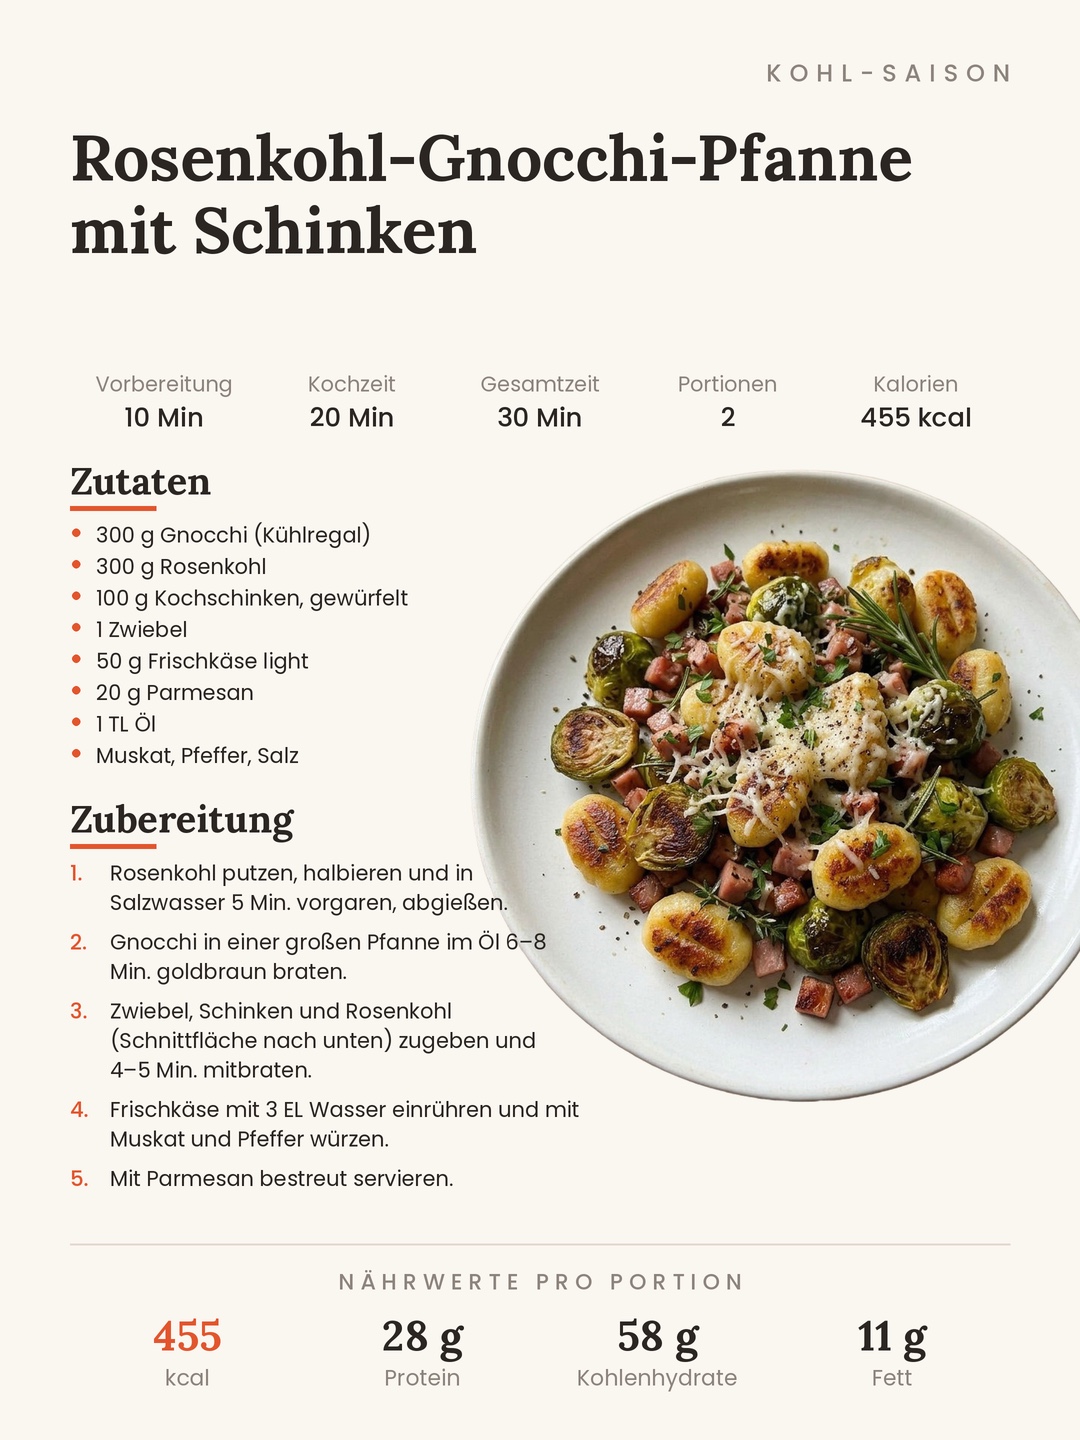 KOHL-SAISON
Rosenkohl-Gnocchi-Pfanne
mit Schinken
Vorbereitung Kochzeit Gesamtzeit Portionen Kalorien
10 Min 20 Min 30 Min 2 455 kcal
Zutaten
• 300 g Gnocchi (Kühlregal)
• 300 g Rosenkohl
• 100 g Kochschinken, gewürfelt
• 1 Zwiebel
• 50 g Frischkäse light
• 20 g Parmesan
• 1 TL Öl
• Muskat, Pfeffer, Salz
Zubereitung
1. Rosenkohl putzen, halbieren und in
Salzwasser 5 Min. vorgaren, abgießen.
2. Gnocchi in einer großen Pfanne im Öl 6–8
Min. goldbraun braten.
3. Zwiebel, Schinken und Rosenkohl
(Schnittfläche nach unten) zugeben und
4–5 Min. mitbraten.
4. Frischkäse mit 3 EL Wasser einrühren und mit
Muskat und Pfeffer würzen.
5. Mit Parmesan bestreut servieren.
NÄHRWERTE PRO PORTION
455 28 g 58 g 11 g
kcal Protein Kohlenhydrate Fett